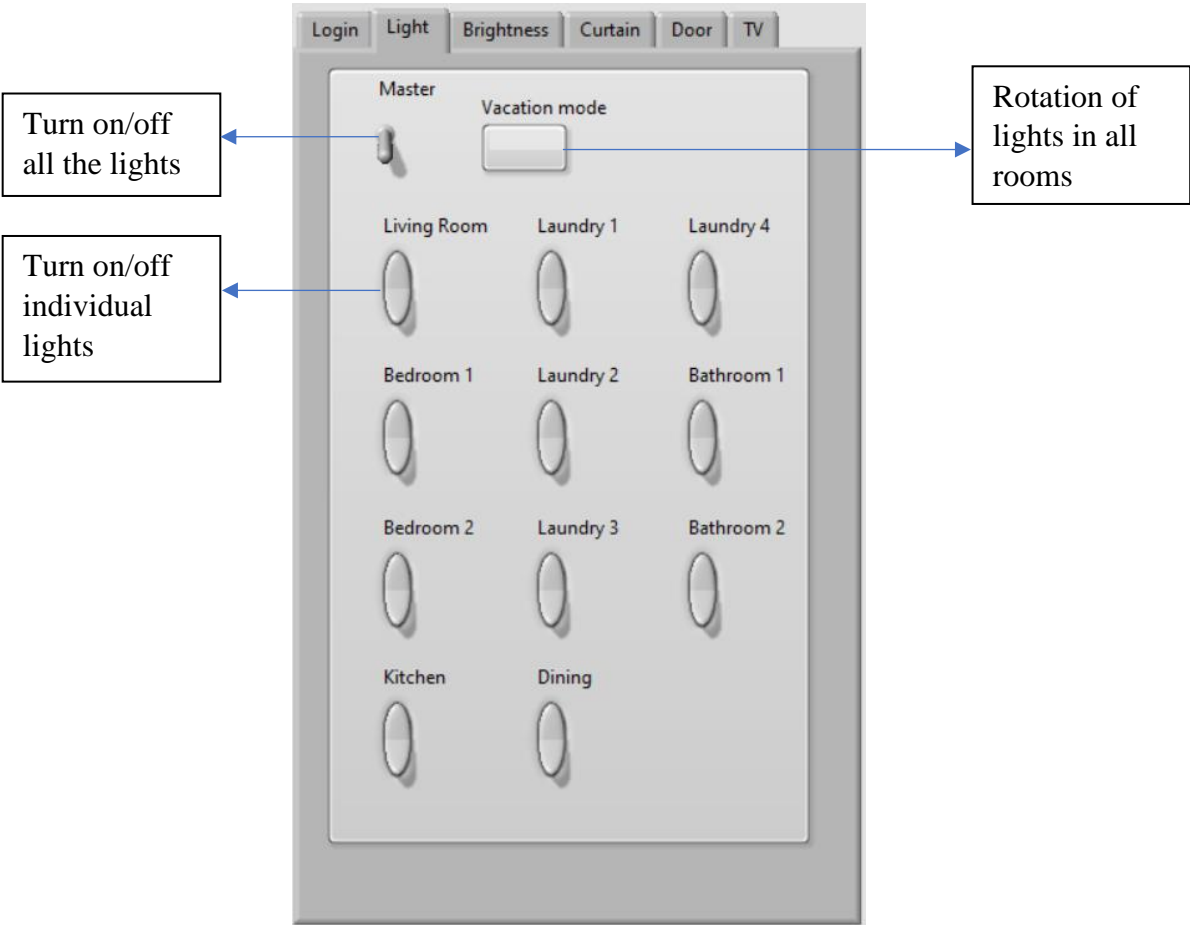 Login Light Brightness Curtain Door TV
Master
Vacation mode
Turn on/off
all the lights
Rotation of
lights in all
rooms
Living Room Laundry 1 Laundry 4
Turn on/off
individual
lights
Bedroom 1 Laundry 2 Bathroom 1
Bedroom 2 Laundry 3 Bathroom 2
Kitchen Dining